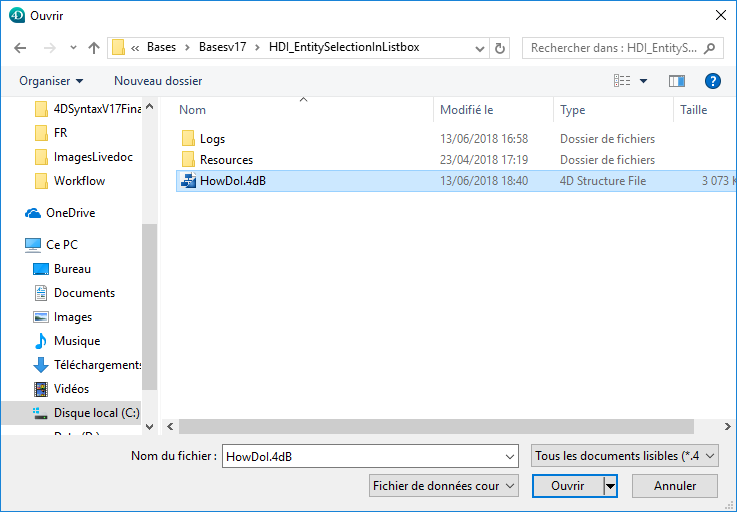 4D Ouvrir
« Bases › Basesv17 › HDI_EntitySelectionInListbox
Rechercher dans : HDI_EntityS...
Organiser
Nouveau dossier
Nom Modifié le Type Taille
Logs 13/06/2018 16:58 Dossier de fichiers
Resources 23/04/2018 17:19 Dossier de fichiers
HowDoI.4dB 13/06/2018 18:40 4D Structure File 3 073 K
4DSyntaxV17Fina
FR
ImagesLivedoc
Workflow
OneDrive
Ce PC
Bureau
Documents
Images
Musique
Téléchargements
Vidéos
Disque local (C:)
Nom du fichier : HowDoI.4dB
Tous les documents lisibles (*.4
Fichier de données cour
Ouvrir
Annuler